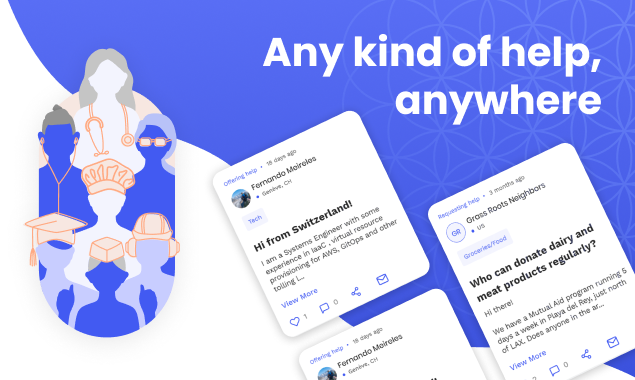 Any kind of help,
anywhere
Offering help • 18 days ago
Fernando Meireles
Genève, CH
Tech
Hi from Switzerland!
I am a Systems Engineer with some
experience in IaaC , virtual resource
provisioning for AWS, GitOps and other
tolling i...
View More
1
0
Requesting help • 3 months ago
GR
Grass Roots Neighbors
US
Groceries/Food
Who can donate dairy and
meat products regularly?
Hi there!
We have a Mutual Aid program running 5
days a week in Playa del Rey, just north
of LAX. Does anyone in the ar...
View More
2
0
Offering help • 18 days ago
Fernando Meireles
Genève, CH